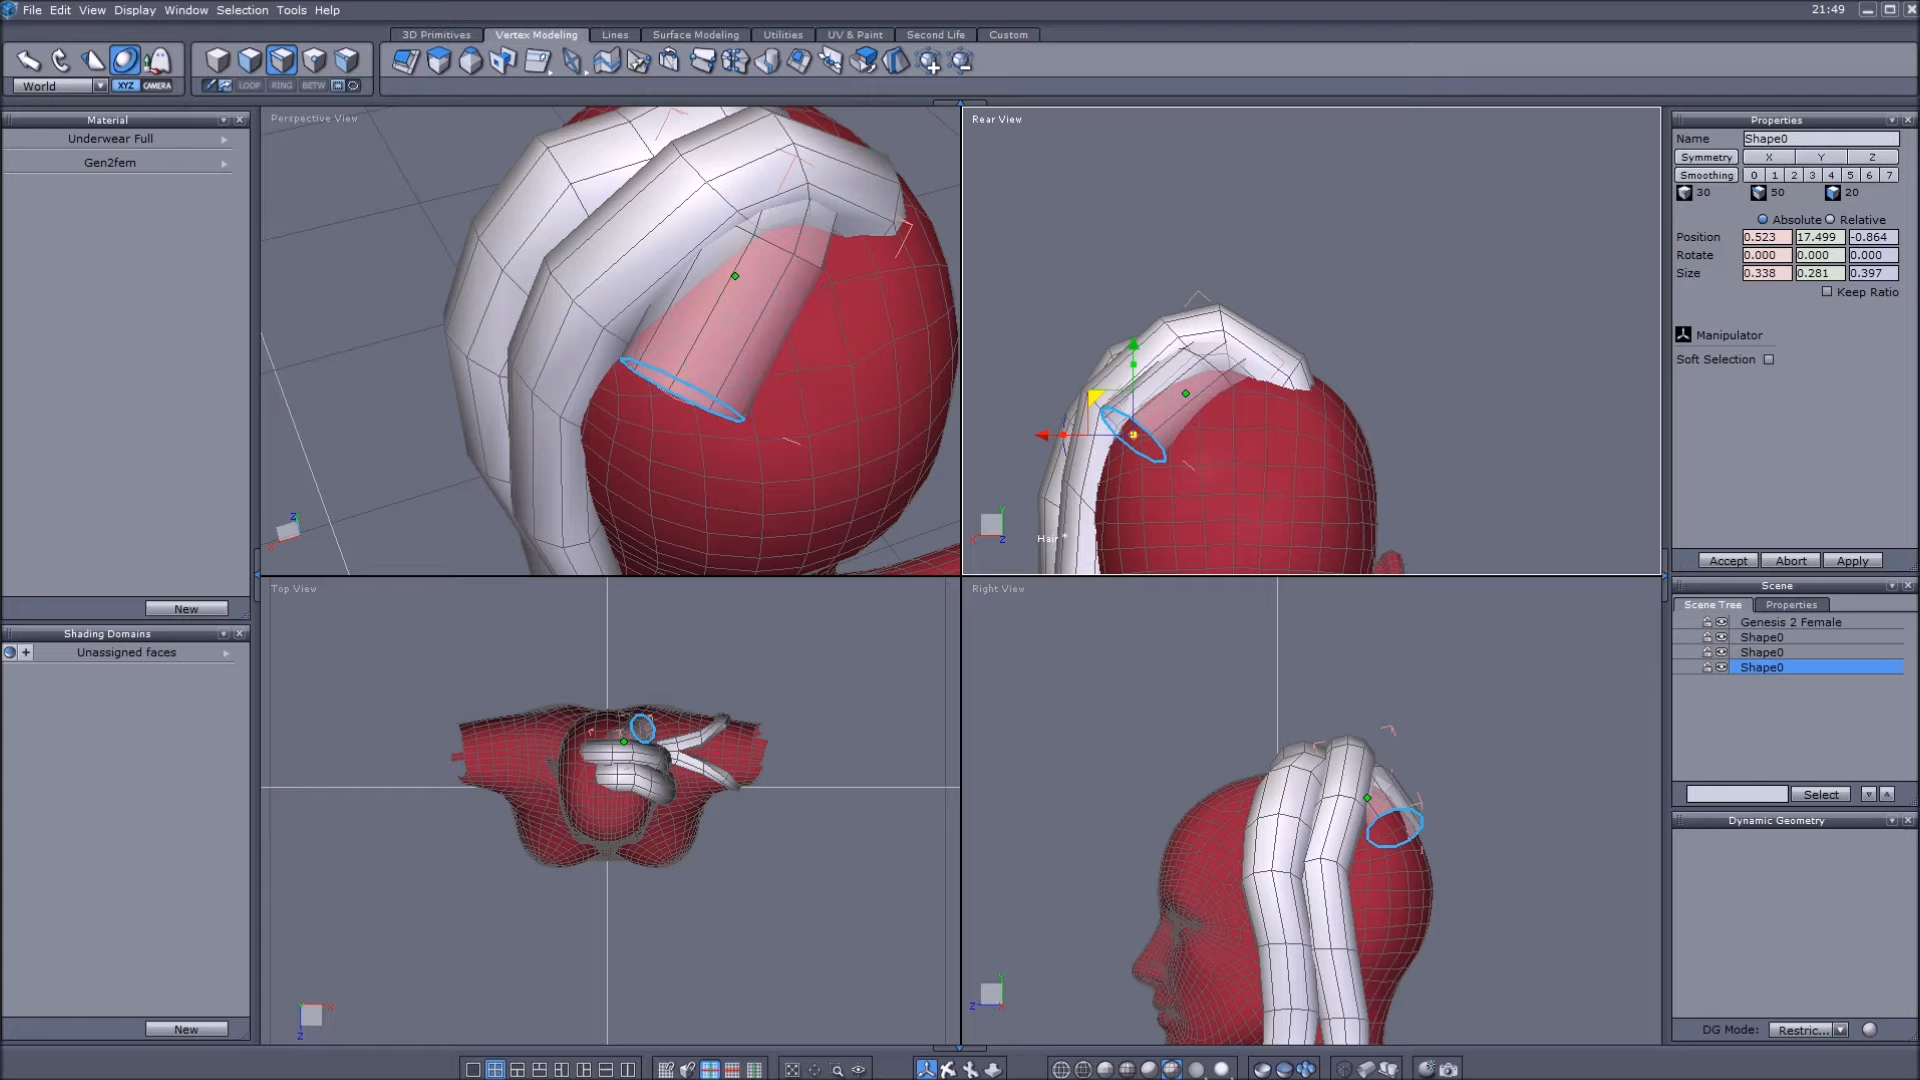 File Edit View Display Window Selection Tools Help
21:49
3D Primitives Vertex Modeling Lines Surface Modeling Utilities UV & Paint Second Life Custom
World XYZ CAMERA LOOP RING BETW
Material
Underwear Full
Gen2fem
New
Shading Domains
Unassigned faces
New
Perspective View
Z
X
Rear View
Hair *
Y
X Z
Top View
X
Z
Right View
Y
Z X
Properties
Name Shape0
Symmetry X Y Z
Smoothing 0 1 2 3 4 5 6 7
30 50 20
Absolute Relative
Position 0.523 17.499 -0.864
Rotate 0.000 0.000 0.000
Size 0.338 0.281 0.397
Keep Ratio
Manipulator
Soft Selection
Accept Abort Apply
Scene
Scene Tree Properties
Genesis 2 Female
Shape0
Shape0
Shape0
Select
Dynamic Geometry
DG Mode: Restric...